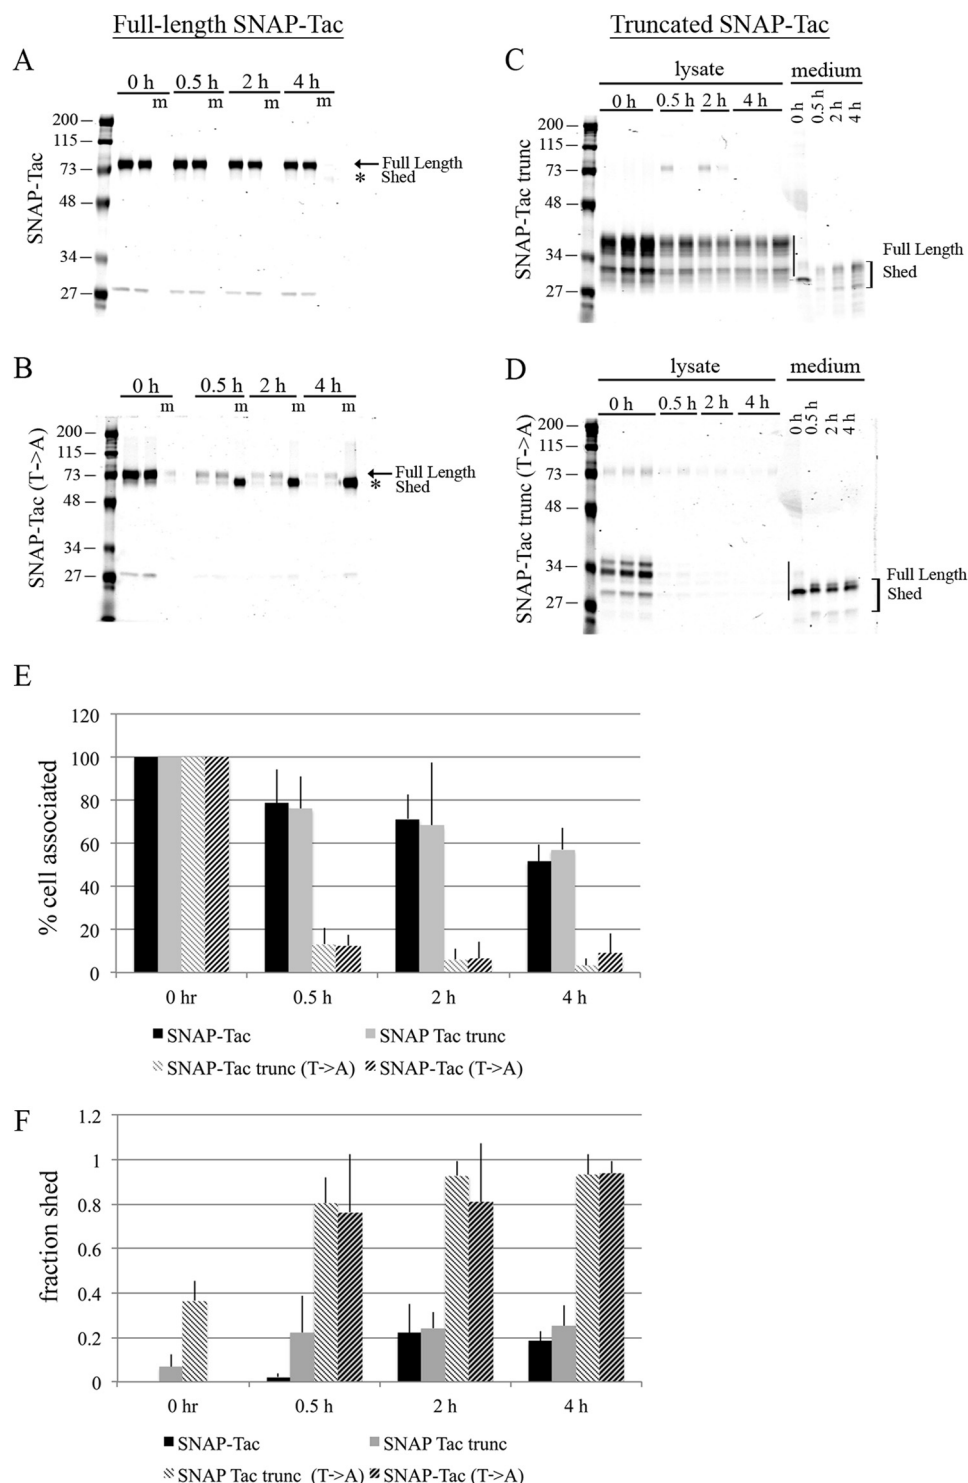 Full-length SNAP-Tac
Truncated SNAP-Tac
A
0 h 0.5 h 2 h 4 h
m m m m
200
115
73
48
34
27
SNAP-Tac
Full Length
* Shed
B
0 h 0.5 h 2 h 4 h
m m m m
200
115
73
48
34
27
SNAP-Tac (T->A)
Full Length
* Shed
C
lysate medium
0 h 0.5 h 2 h 4 h
0 h 0.5 h 2 h 4 h
200
115
73
48
34
27
SNAP-Tac trunc
Full Length
Shed
D
lysate medium
0 h 0.5 h 2 h 4 h
0 h 0.5 h 2 h 4 h
200
115
73
48
34
27
SNAP-Tac trunc (T->A)
Full Length
Shed
E
% cell associated
120
100
80
60
40
20
0
0 hr 0.5 h 2 h 4 h
SNAP-Tac SNAP Tac trunc
SNAP-Tac trunc (T->A) SNAP-Tac (T->A)
F
fraction shed
1.2
1
0.8
0.6
0.4
0.2
0
0 hr 0.5 h 2 h 4 h
SNAP-Tac SNAP Tac trunc
SNAP Tac trunc (T->A) SNAP-Tac (T->A)